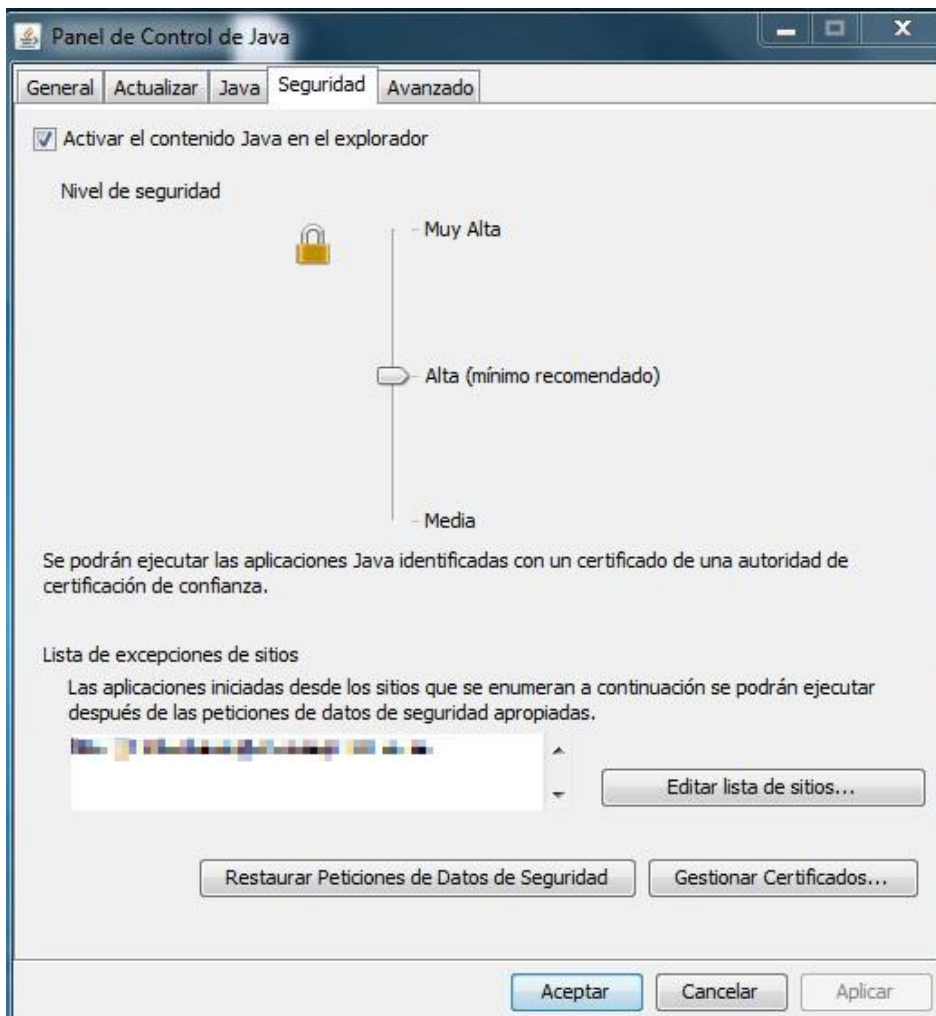 Panel de Control de Java
General Actualizar Java Seguridad Avanzado
Activar el contenido Java en el explorador
Nivel de seguridad
Muy Alta
Alta (mínimo recomendado)
Media
Se podrán ejecutar las aplicaciones Java identificadas con un certificado de una autoridad de
certificación de confianza.
Lista de excepciones de sitios
Las aplicaciones iniciadas desde los sitios que se enumeran a continuación se podrán ejecutar
después de las peticiones de datos de seguridad apropiadas.
Editar lista de sitios...
Restaurar Peticiones de Datos de Seguridad Gestionar Certificados...
Aceptar Cancelar Aplicar